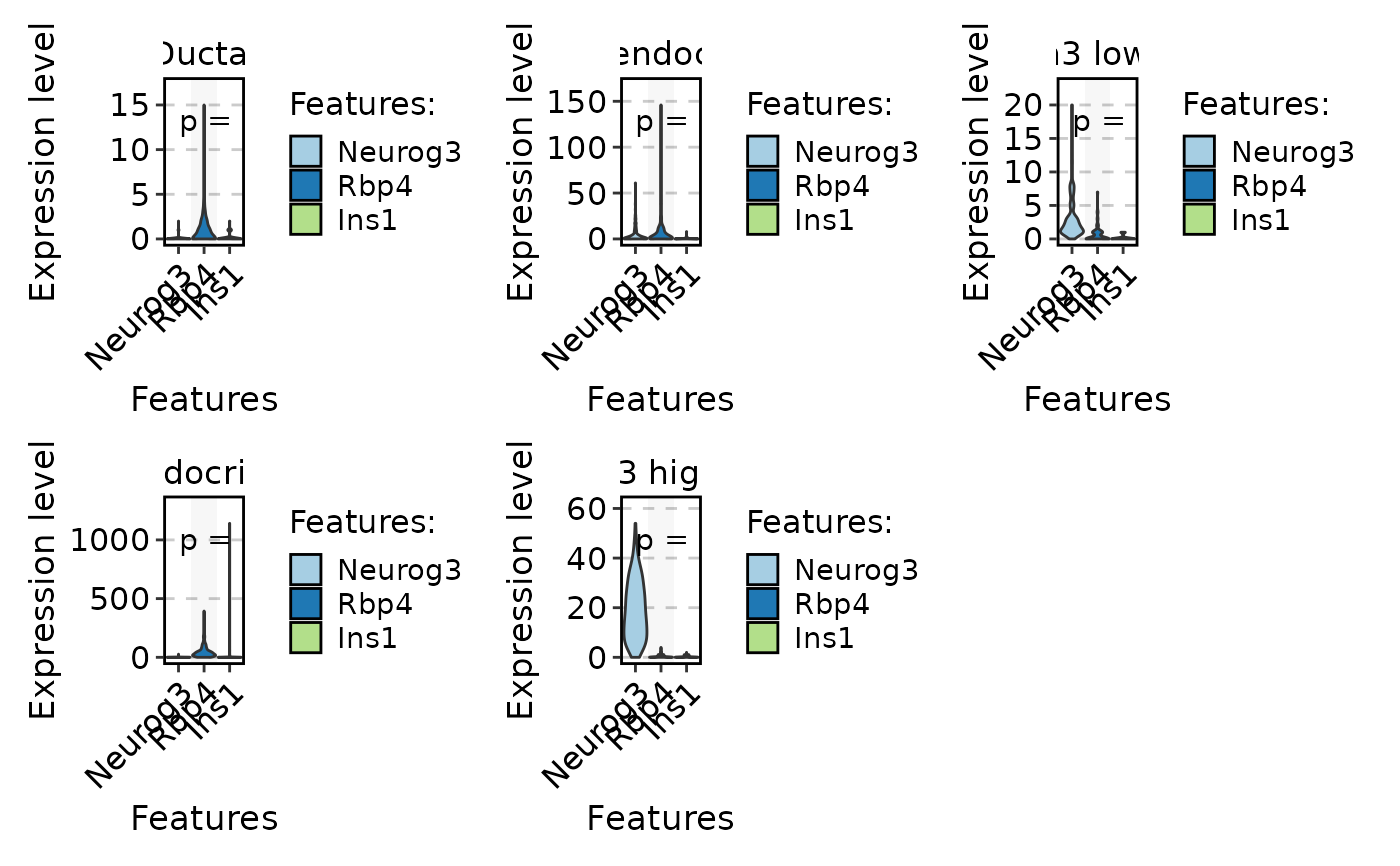 Ducta
Expression level
15
10
5
0
p =
Neurog3
Rbp4
Ins1
Features
Features:
Neurog3
Rbp4
Ins1
endoc
Expression level
150
100
50
0
p =
Neurog3
Rbp4
Ins1
Features
Features:
Neurog3
Rbp4
Ins1
3 low
Expression level
20
15
10
5
0
p =
Neurog3
Rbp4
Ins1
Features
Features:
Neurog3
Rbp4
Ins1
docri
Expression level
1000
500
0
p =
Neurog3
Rbp4
Ins1
Features
Features:
Neurog3
Rbp4
Ins1
3 hig
Expression level
60
40
20
0
p =
Neurog3
Rbp4
Ins1
Features
Features:
Neurog3
Rbp4
Ins1